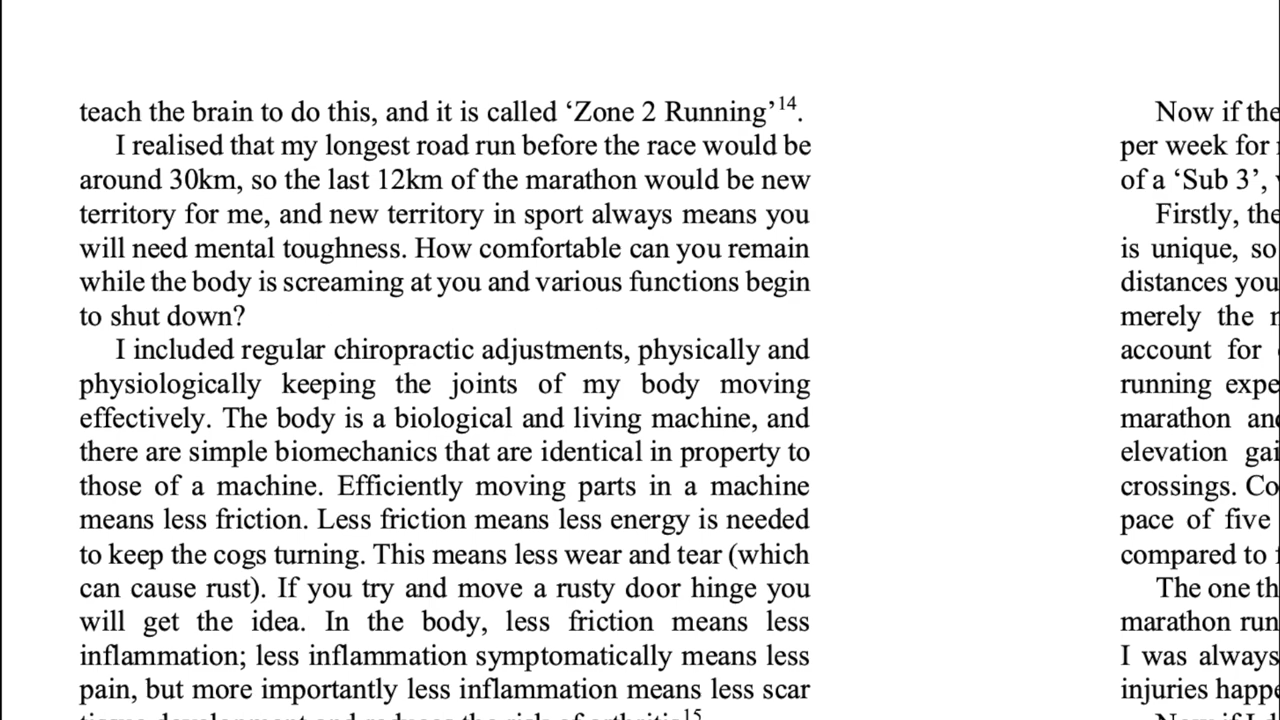 teach the brain to do this, and it is called ‘Zone 2 Running’¹⁴.
I realised that my longest road run before the race would be
around 30km, so the last 12km of the marathon would be new
territory for me, and new territory in sport always means you
will need mental toughness. How comfortable can you remain
while the body is screaming at you and various functions begin
to shut down?
I included regular chiropractic adjustments, physically and
physiologically keeping the joints of my body moving
effectively. The body is a biological and living machine, and
there are simple biomechanics that are identical in property to
those of a machine. Efficiently moving parts in a machine
means less friction. Less friction means less energy is needed
to keep the cogs turning. This means less wear and tear (which
can cause rust). If you try and move a rusty door hinge you
will get the idea. In the body, less friction means less
inflammation; less inflammation symptomatically means less
pain, but more importantly less inflammation means less scar
Now if the
per week for
of a ‘Sub 3’,
Firstly, the
is unique, so
distances you
merely the
account for
running
marathon
elevation
crossings.
pace of five
compared to
The one
marathon
I was always
injuries